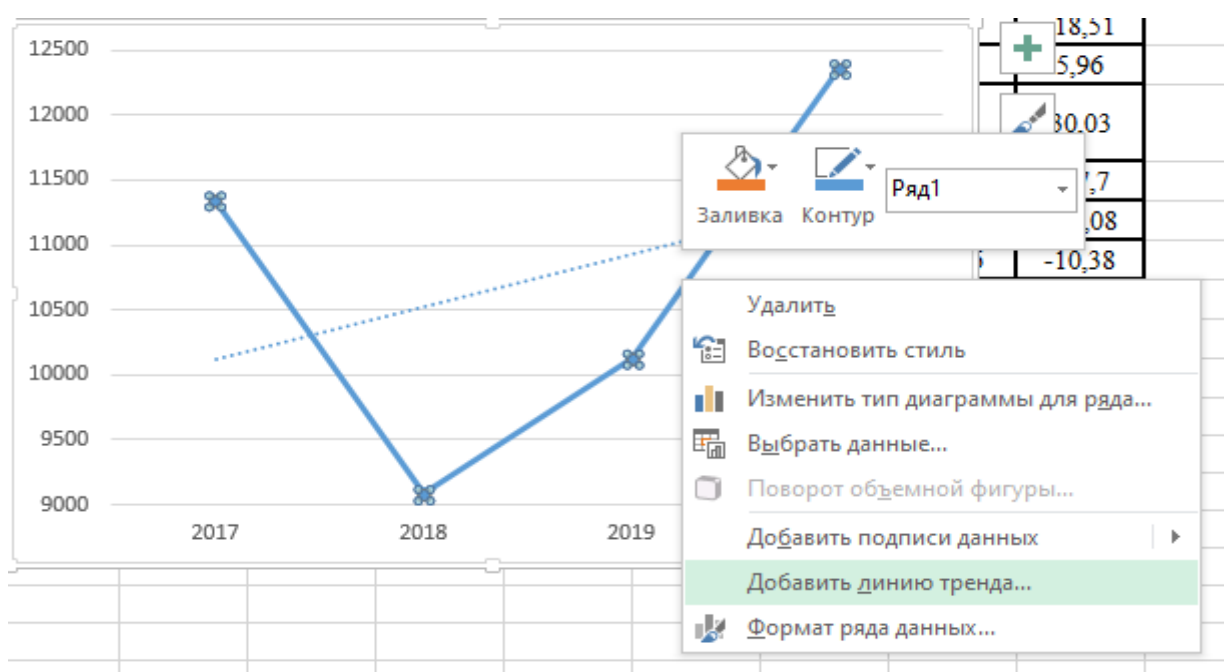 12500
12000
11500
11000
10500
10000
9500
9000
2017
2018
2019
18,51
5,96
30,03
7,7
,08
-10,38
Заливка
Контур
Ряд1
Удалить
Восстановить стиль
Изменить тип диаграммы для ряда...
Выбрать данные...
Поворот объемной фигуры...
Добавить подписи данных
Добавить линию тренда...
Формат ряда данных...